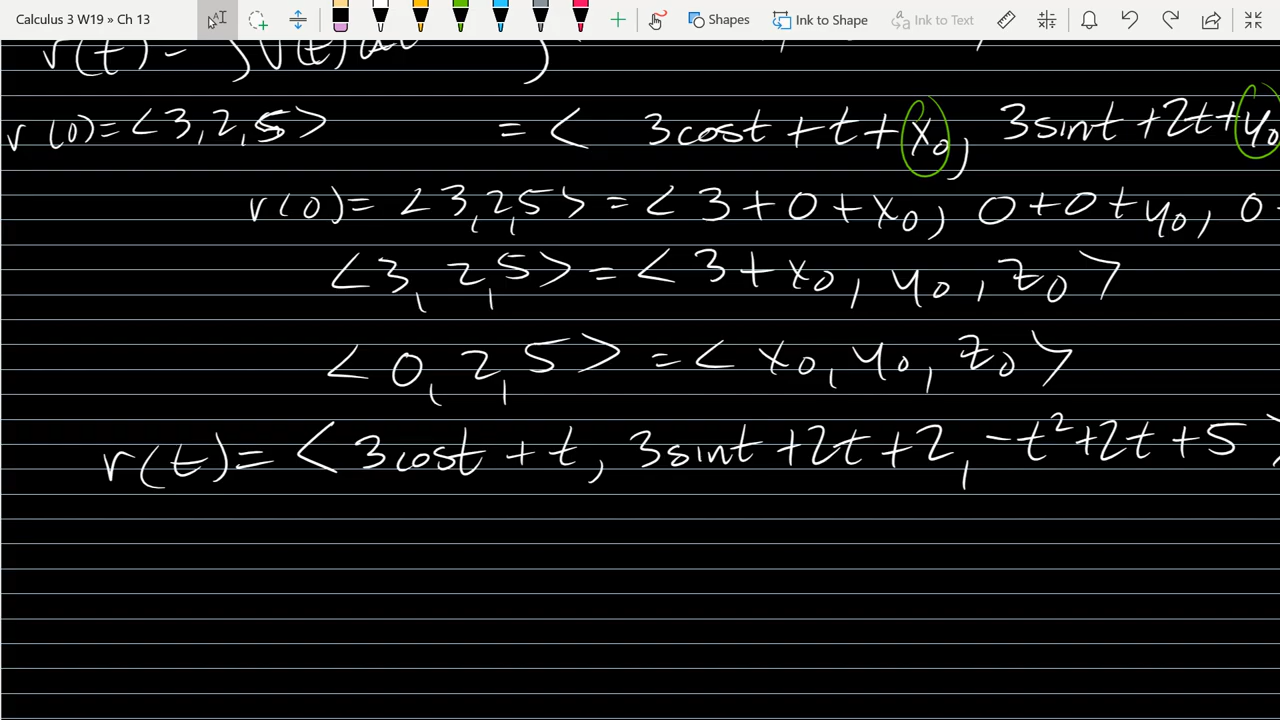 Calculus 3 W19 » Ch 13 Shapes Ink to Shape Ink to Text
r(t) = ∫v(t)
r(0)=<3,2,5> = < 3cost + t + x₀, 3sint +2t+y₀
r(0)= <3,2,5> = < 3+0+x₀, 0+0+y₀, 0
<3, 2,5> = <3+x₀, y₀, z₀>
<0,2,5> = < x₀, y₀, z₀>
r(t)= <3cost + t, 3sint +2t +2, -t²+2t+5>